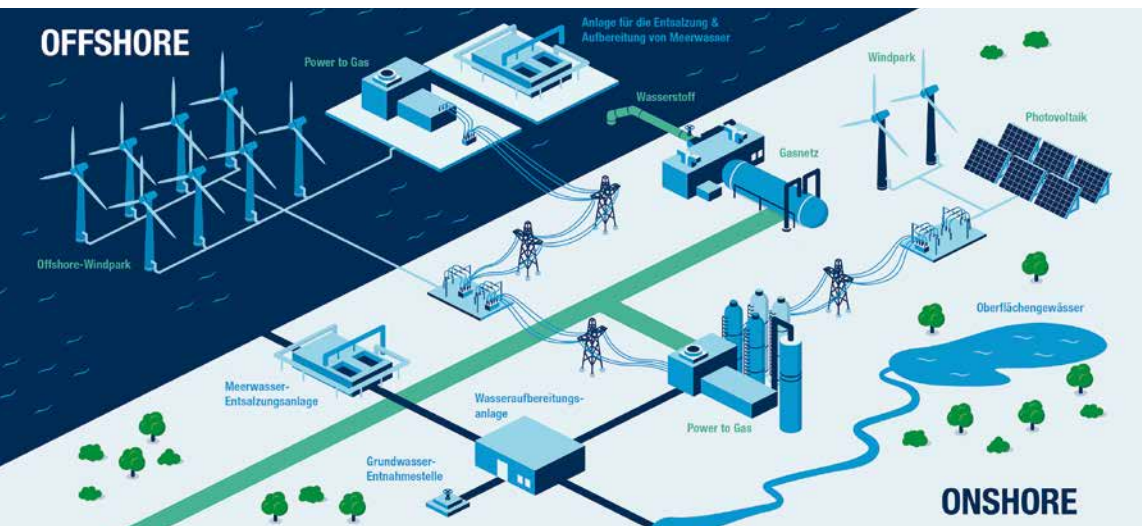 OFFSHORE
Anlage für die Entsalzung &
Aufbereitung von Meerwasser
Power to Gas
Windpark
Wasserstoff
Photovoltaik
Gasnetz
Offshore-Windpark
Oberflächengewässer
Meerwasser-
Entsalzungsanlage
Wasseraufbereitungs-
anlage
Power to Gas
Grundwasser-
Entnahmestelle
ONSHORE